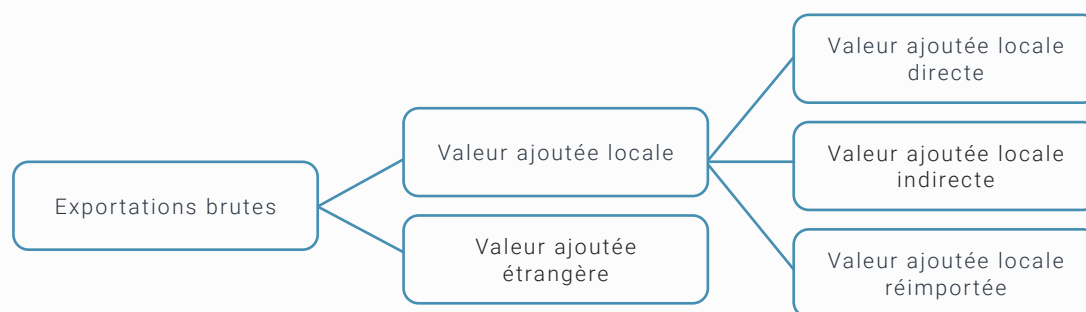 Exportations brutes
Valeur ajoutée locale
Valeur ajoutée
étrangère
Valeur ajoutée locale
directe
Valeur ajoutée locale
indirecte
Valeur ajoutée locale
réimportée